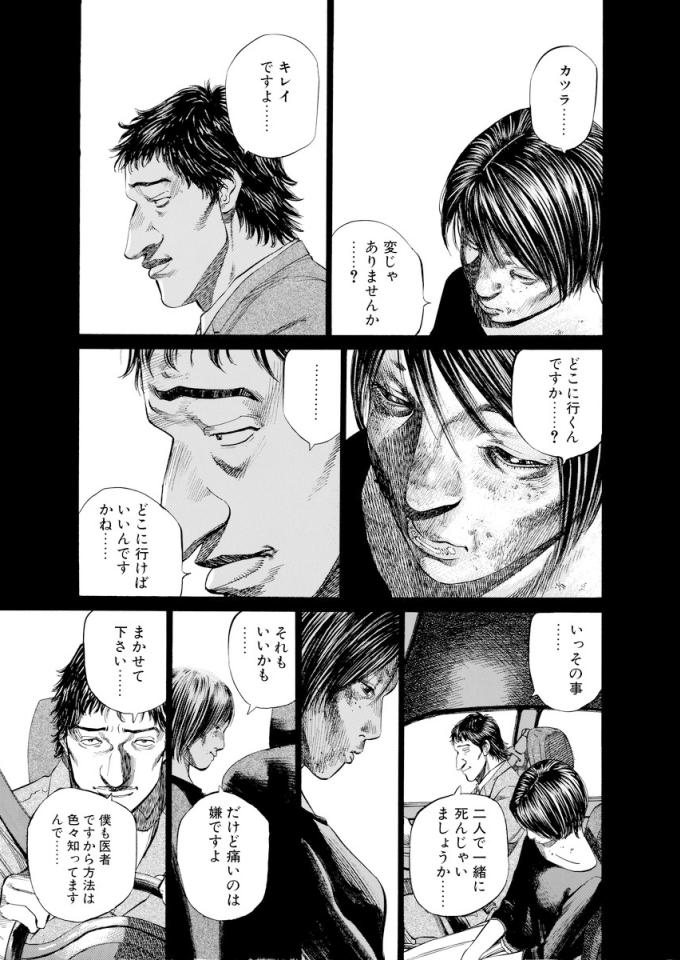 カツラ……
変じゃ
ありませんか
……？
キレイ
ですよ……
どこに行くん
ですか……？
………
どこに行けば
いいんです
かね……
いっその事
……
二人で一緒に
死んじゃい
ましょうか…
それも
いいかも
……
だけど痛いのは
嫌ですよ
まかせて
下さい……
僕も医者
ですから方法は
色々知ってます
んで……